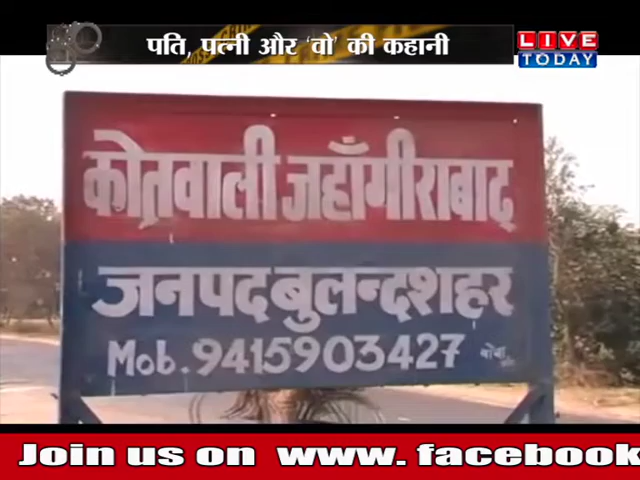 पति, पत्नी और 'वो' की कहानी
LIVE
TODAY
कोतवाली जहाँगीराबाद
जनपद बुलन्दशहर
Mob. 9415903427
Join us on www. facebook